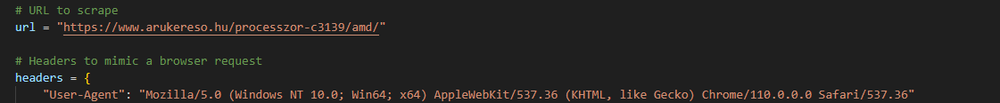 # URL to scrape
url = "https://www.arukereso.hu/processzor-c3139/amd/"
# Headers to mimic a browser request
headers = {
"User-Agent": "Mozilla/5.0 (Windows NT 10.0; Win64; x64) AppleWebKit/537.36 (KHTML, like Gecko) Chrome/110.0.0.0 Safari/537.36"